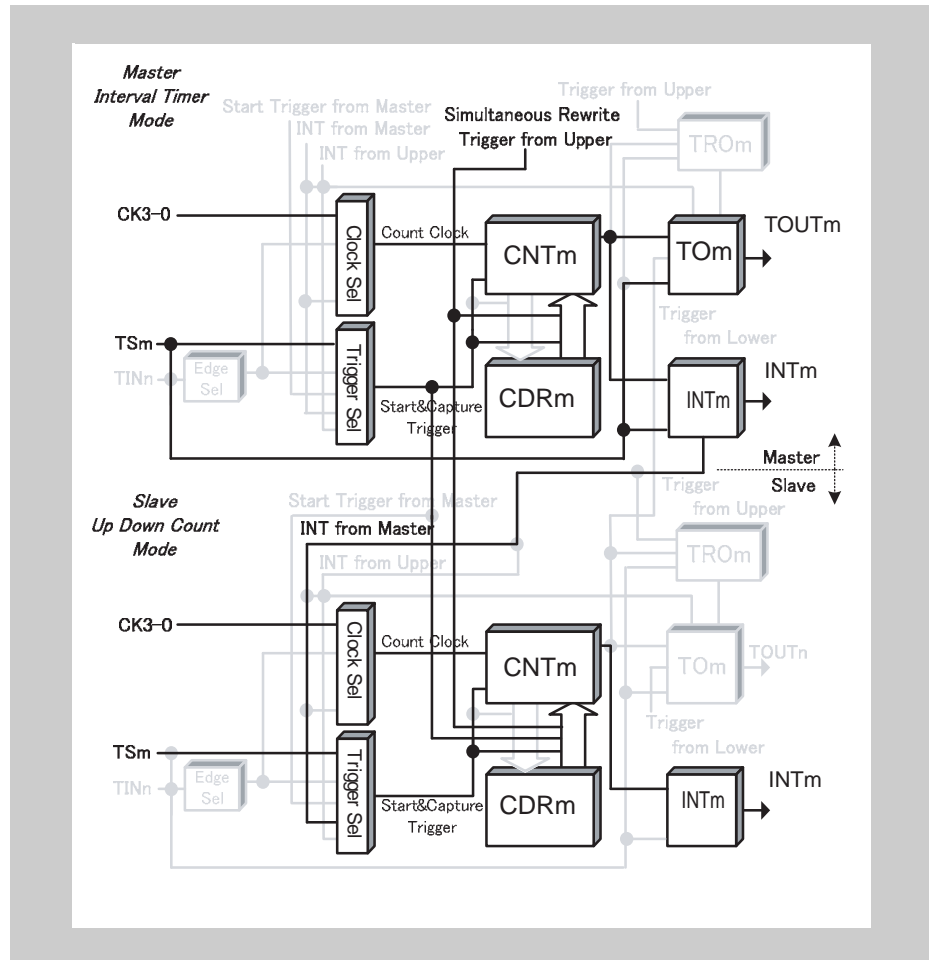 Master
Interval Timer
Mode
Start Trigger from Master
INT from Master
INT from Upper
Simultaneous Rewrite
Trigger from Upper
Trigger from Upper
TROm
CK3-0
Clock Sel
Count Clock
CNTm
TOm
TOUTm
Trigger
from Lower
TSm
TINn
Edge
Sel
Trigger Sel
Start&Capture
Trigger
CDRm
INTm
INTm
Master
Slave
Slave
Up Down Count
Mode
Start Trigger from Master
INT from Master
INT from Upper
Trigger
from Upper
TROm
CK3-0
Clock Sel
Count Clock
CNTm
TOm
TOUTn
Trigger
from Lower
TSm
TINn
Edge
Sel
Trigger Sel
Start&Capture
Trigger
CDRm
INTm
INTm